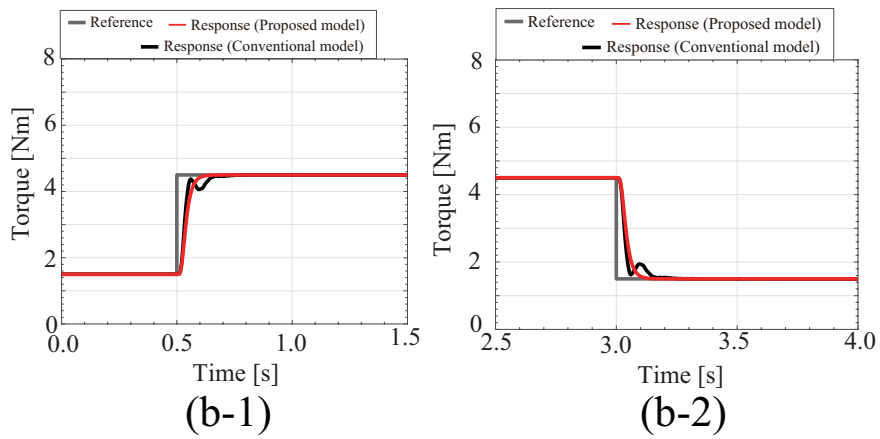 Reference Response (Proposed model)
Response (Conventional model)
Torque [Nm]
8
6
4
2
0
0.0 0.5 1.0 1.5
Time [s]
(b-1)
Reference Response (Proposed model)
Response (Conventional model)
Torque [Nm]
8
6
4
2
0
2.5 3.0 3.5 4.0
Time [s]
(b-2)